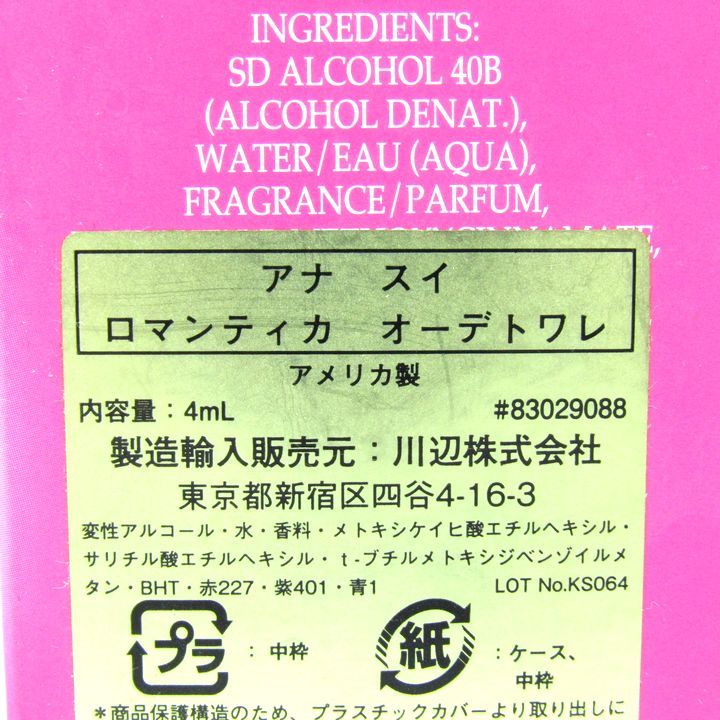 INGREDIENTS:
SD ALCOHOL 40B
(ALCOHOL DENAT.),
WATER/EAU (AQUA),
FRAGRANCE/PARFUM,
アナ　スイ
ロマンティカ　オーデトワレ
アメリカ製
内容量：4mL #83029088
製造輸入販売元：川辺株式会社
東京都新宿区四谷4-16-3
変性アルコール・水・香料・メトキシケイヒ酸エチルヘキシル・
サリチル酸エチルヘキシル・t-ブチルメトキシジベンゾイルメ
タン・BHT・赤227・紫401・青1 LOT No.KS064
プラ：中枠 紙：ケース、
中枠
＊商品保護構造のため、プラスチックカバーより取り出しに